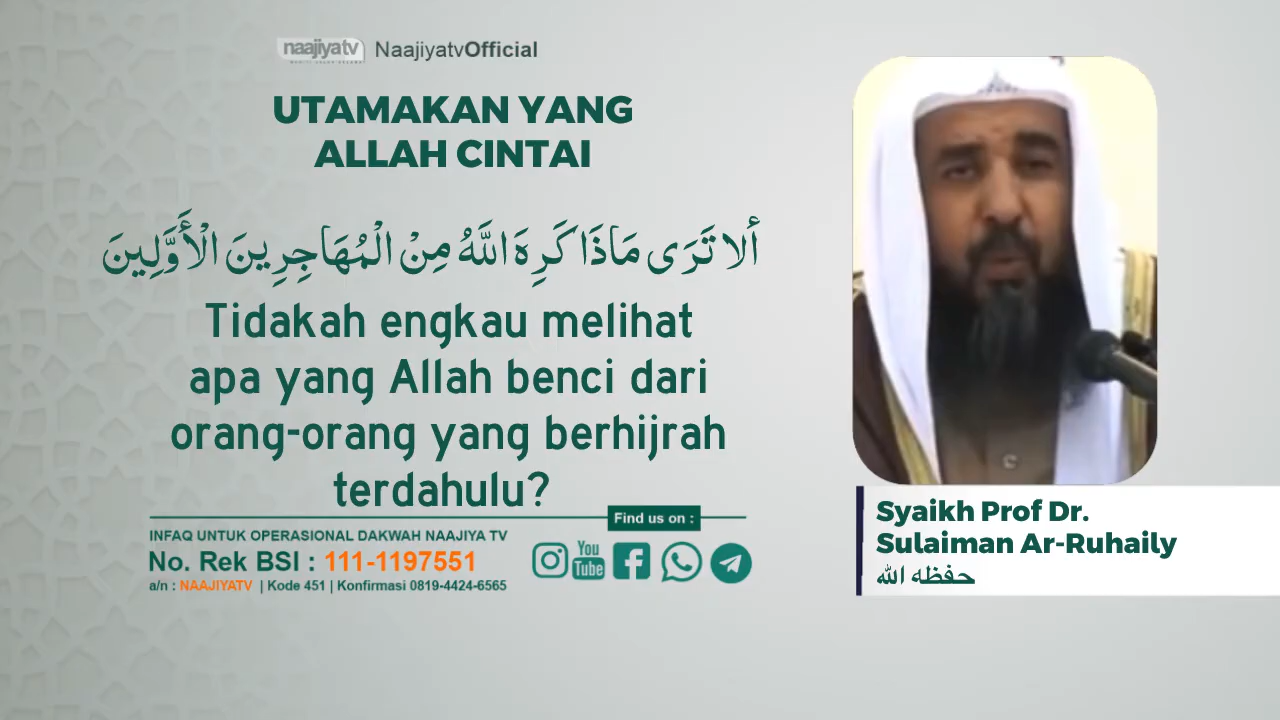 naajiyatv NaajiyatvOfficial
UTAMAKAN YANG
ALLAH CINTAI
ألا تَرَى مَاذَا كَرِهَ اللَّهُ مِنْ الْمُهَاجِرِينَ الْأَوَّلِينَ
Tidakah engkau melihat
apa yang Allah benci dari
orang-orang yang berhijrah
terdahulu?
Find us on :
INFAQ UNTUK OPERASIONAL DAKWAH NAAJIYA TV
No. Rek BSI : 111-1197551
a/n : NAAJIYATV | Kode 451 | Konfirmasi 0819-4424-6565
You
Tube
Syaikh Prof Dr.
Sulaiman Ar-Ruhaily
حفظه الله